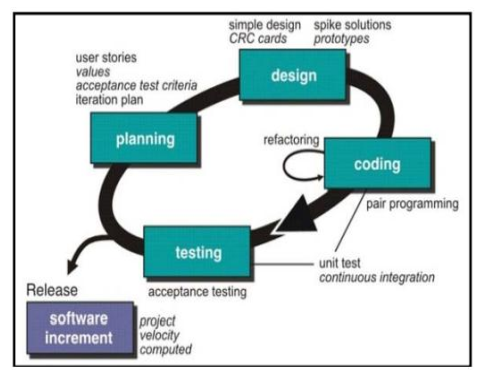 simple design
CRC cards
spike solutions
prototypes
design
user stories
values
acceptance test criteria
iteration plan
planning
refactoring
coding
pair programming
testing
unit test
continuous integration
acceptance testing
Release
software
increment
project
velocity
computed